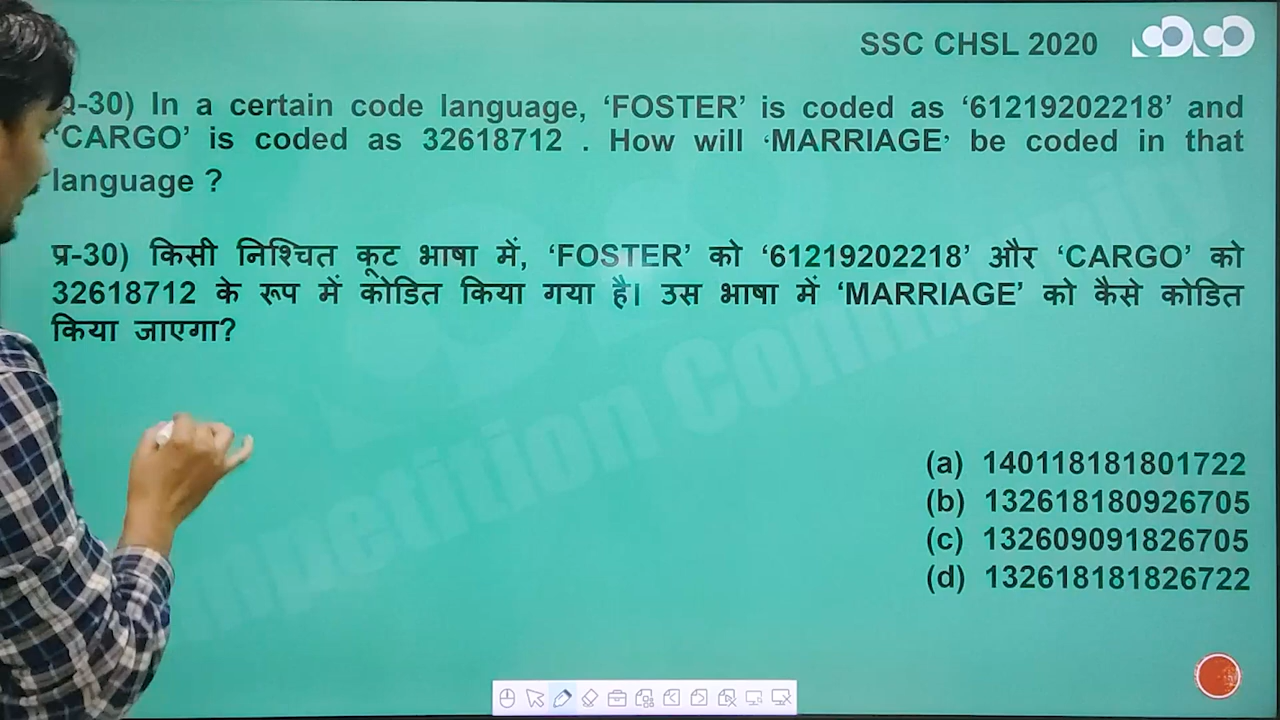 SSC CHSL 2020
Q-30) In a certain code language, ‘FOSTER’ is coded as ‘61219202218’ and
‘CARGO’ is coded as 32618712 . How will ‘MARRIAGE’ be coded in that
language ?
प्र-30) किसी निश्चित कूट भाषा में, ‘FOSTER’ को ‘61219202218’ और ‘CARGO’ को
32618712 के रूप में कोडित किया गया है। उस भाषा में ‘MARRIAGE’ को कैसे कोडित
किया जाएगा?
(a) 140118181801722
(b) 132618180926705
(c) 132609091826705
(d) 132618181826722
Competition Community